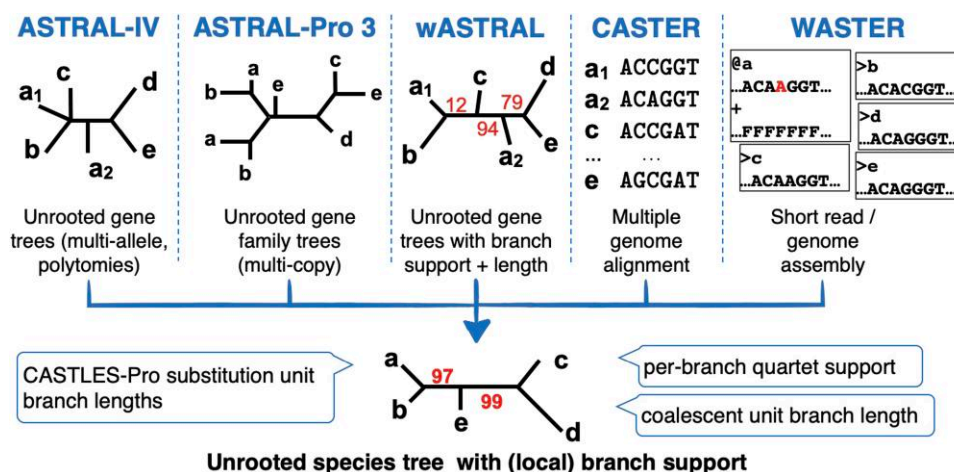 ASTRAL-IV
ASTRAL-Pro 3
wASTRAL
CASTER
WASTER
c
a1
d
b
a2
e
a
b
e
c
e
a
b
d
a1
c
d
12
79
94
b
a2
e
a1 ACCGGT
a2 ACAGGT
c ACCGAT
... ...
e AGCGAT
@a
...ACAAGGT...
+
...FFFFFFF...
>b
...ACACGGT...
>d
...ACAGGGT...
>c
...ACAAGGT...
>e
...ACAGGGT...
Unrooted gene
trees (multi-allele,
polytomies)
Unrooted gene
family trees
(multi-copy)
Unrooted gene
trees with branch
support + length
Multiple
genome
alignment
Short read /
genome
assembly
CASTLES-Pro substitution unit
branch lengths
a
c
97
99
b
e
d
per-branch quartet support
coalescent unit branch length
Unrooted species tree with (local) branch support